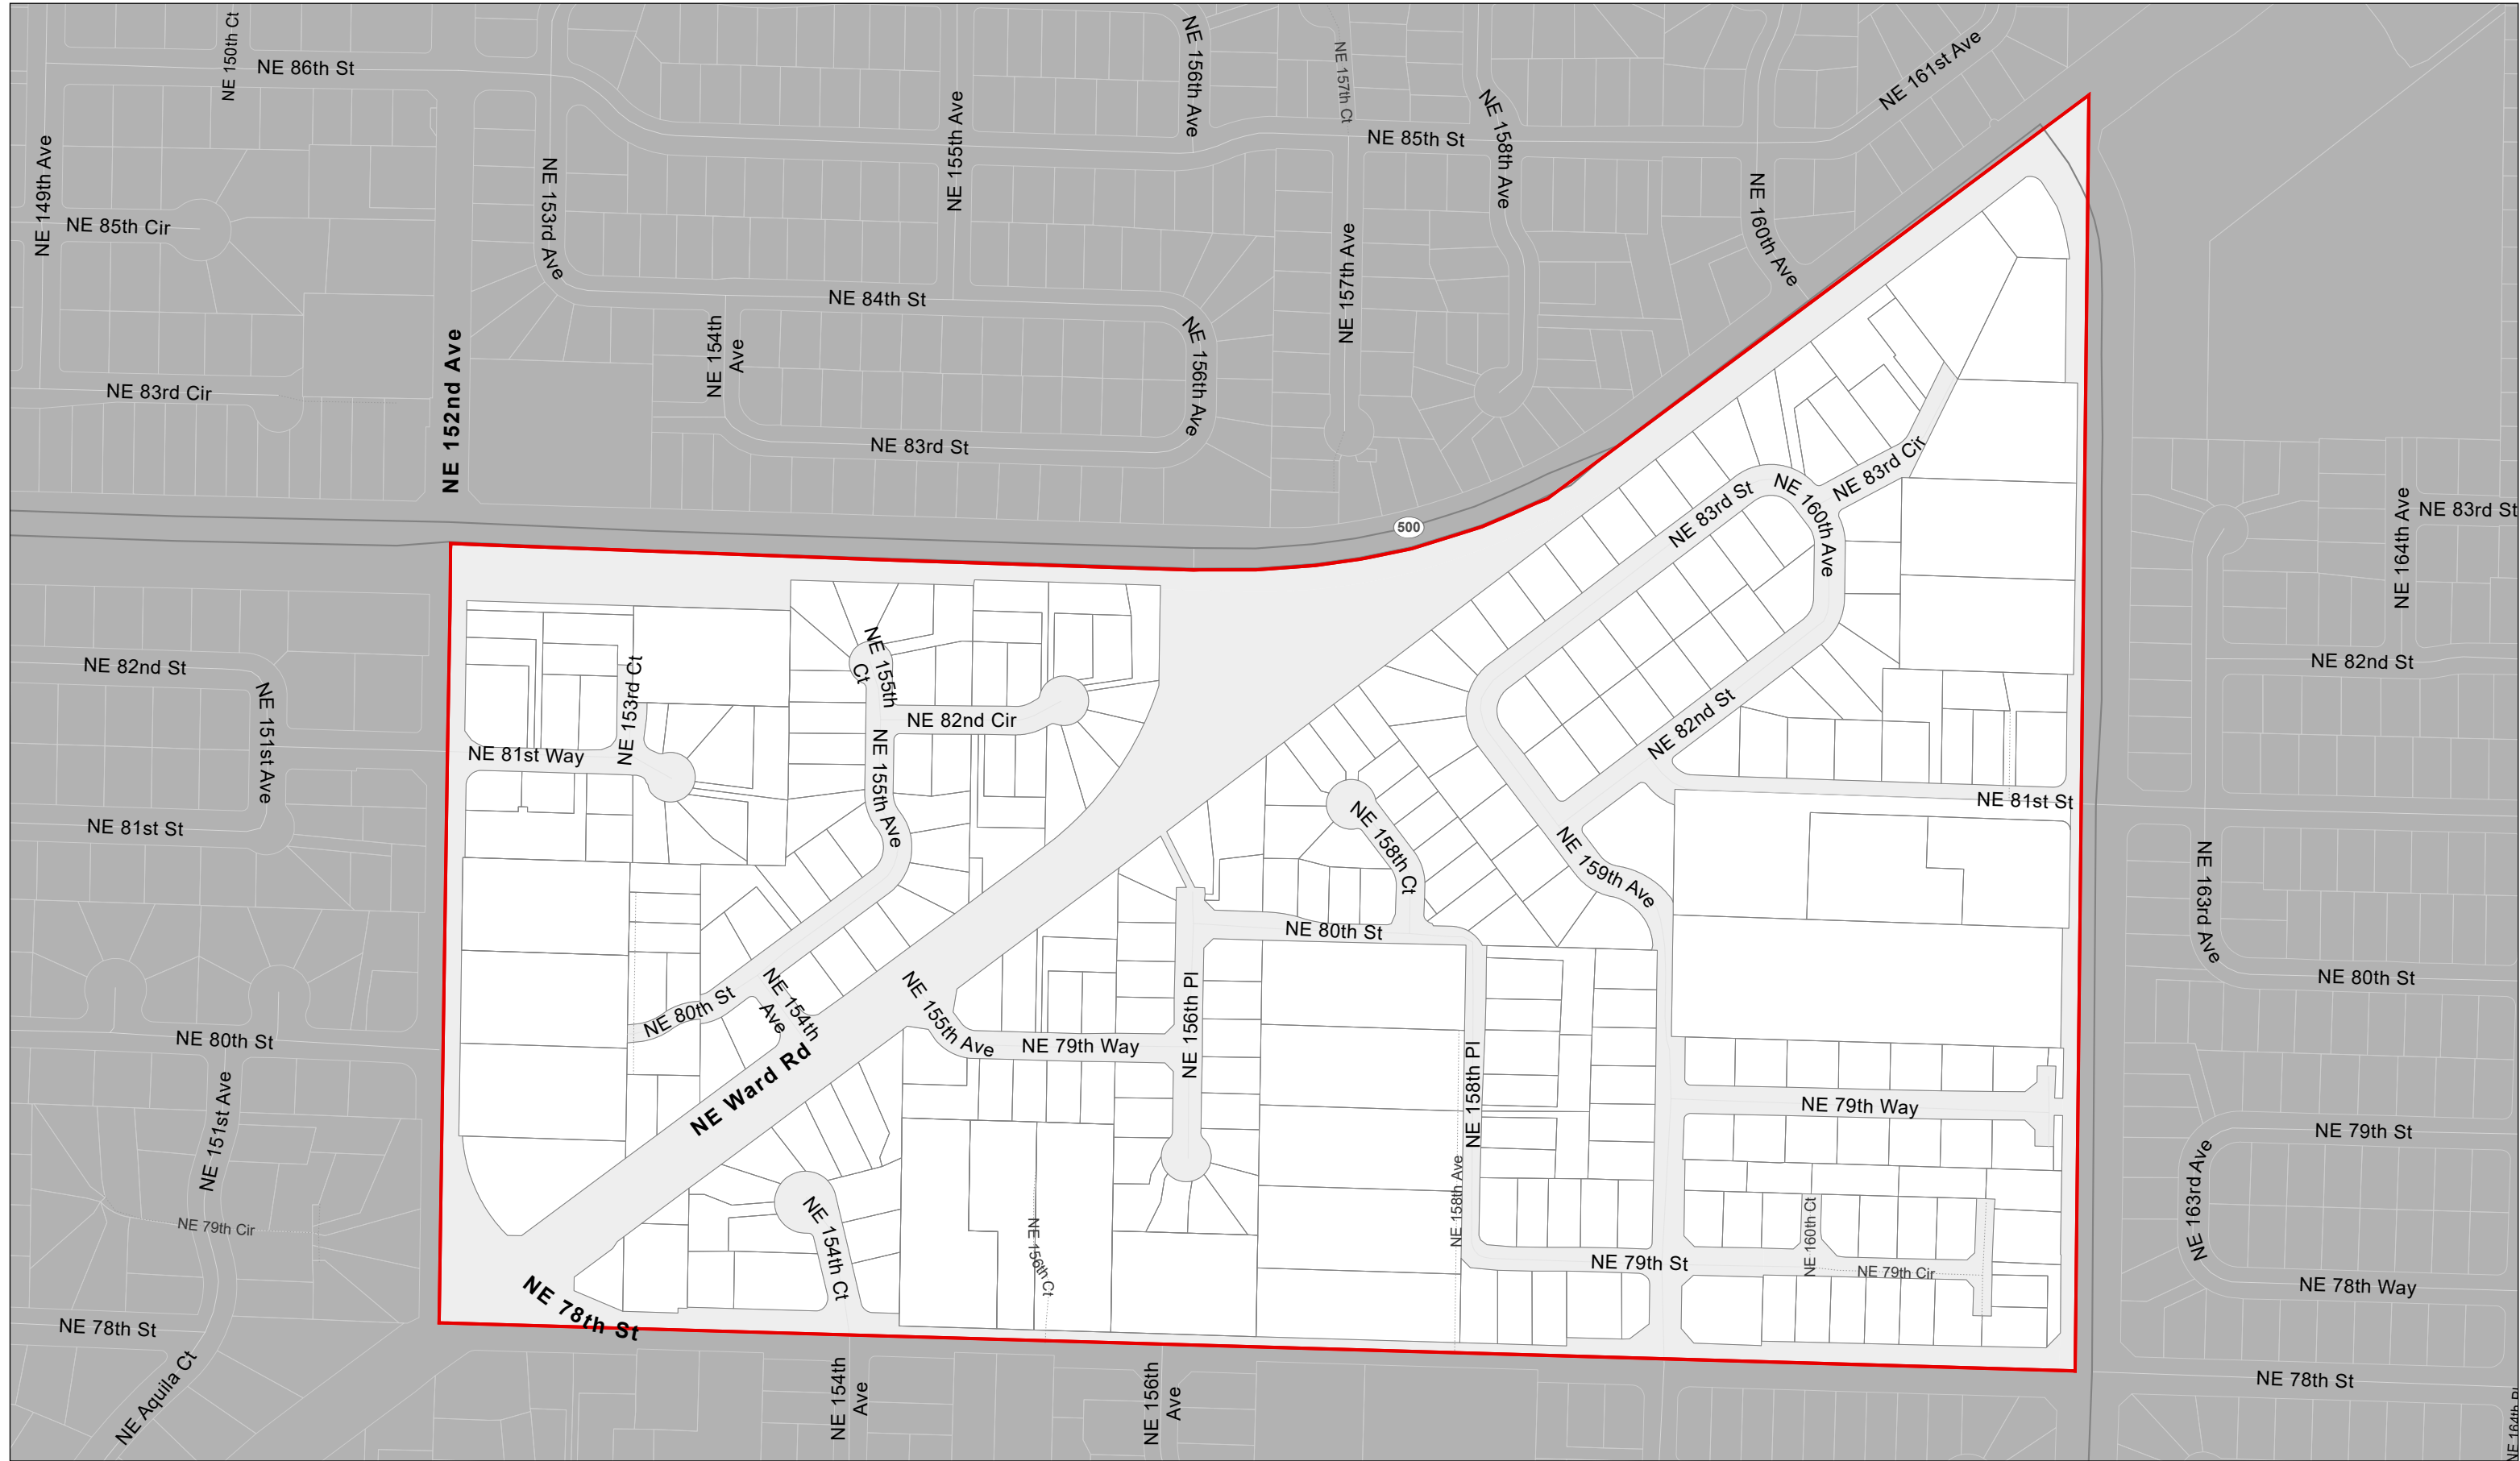 NE 150th Ct
NE 86th St
NE 156th Ave
NE 157th Ct
NE 161st Ave
NE 149th Ave
NE 155th Ave
NE 85th St
NE 158th Ave
NE 85th Cir
NE 153rd Ave
NE 160th Ave
NE 157th Ave
NE 84th St
NE 152nd Ave
NE 154th
Ave
NE 156th Ave
NE 83rd Cir
NE 83rd St
NE 83rd Cir
NE 83rd St
NE 160th Ave
NE 164th Ave
NE 83rd St
500
NE 82nd St
NE 151st Ave
NE 153rd Ct
NE 155th
Ct
NE 82nd Cir
NE 82nd St
NE 82nd St
NE 81st Way
NE 155th Ave
NE 81st St
NE 81st St
NE 158th Ct
NE 159th Ave
NE 163rd Ave
NE 80th St
NE 80th St
NE 80th St
NE 154th
Ave
NE 80th St
NE 155th Ave
NE 79th Way
NE 156th Pl
NE 158th Pl
NE Ward Rd
NE 79th Way
NE 151st Ave
NE 79th St
NE 163rd Ave
NE 79th Cir
NE 154th Ct
NE 156th Ct
NE 158th Ave
NE 79th St
NE 160th Ct
NE 79th Cir
NE 78th Way
NE 78th St
NE 78th St
NE Aquila Ct
NE 154th
Ave
NE 156th
Ave
NE 78th St
NE 164th Pl